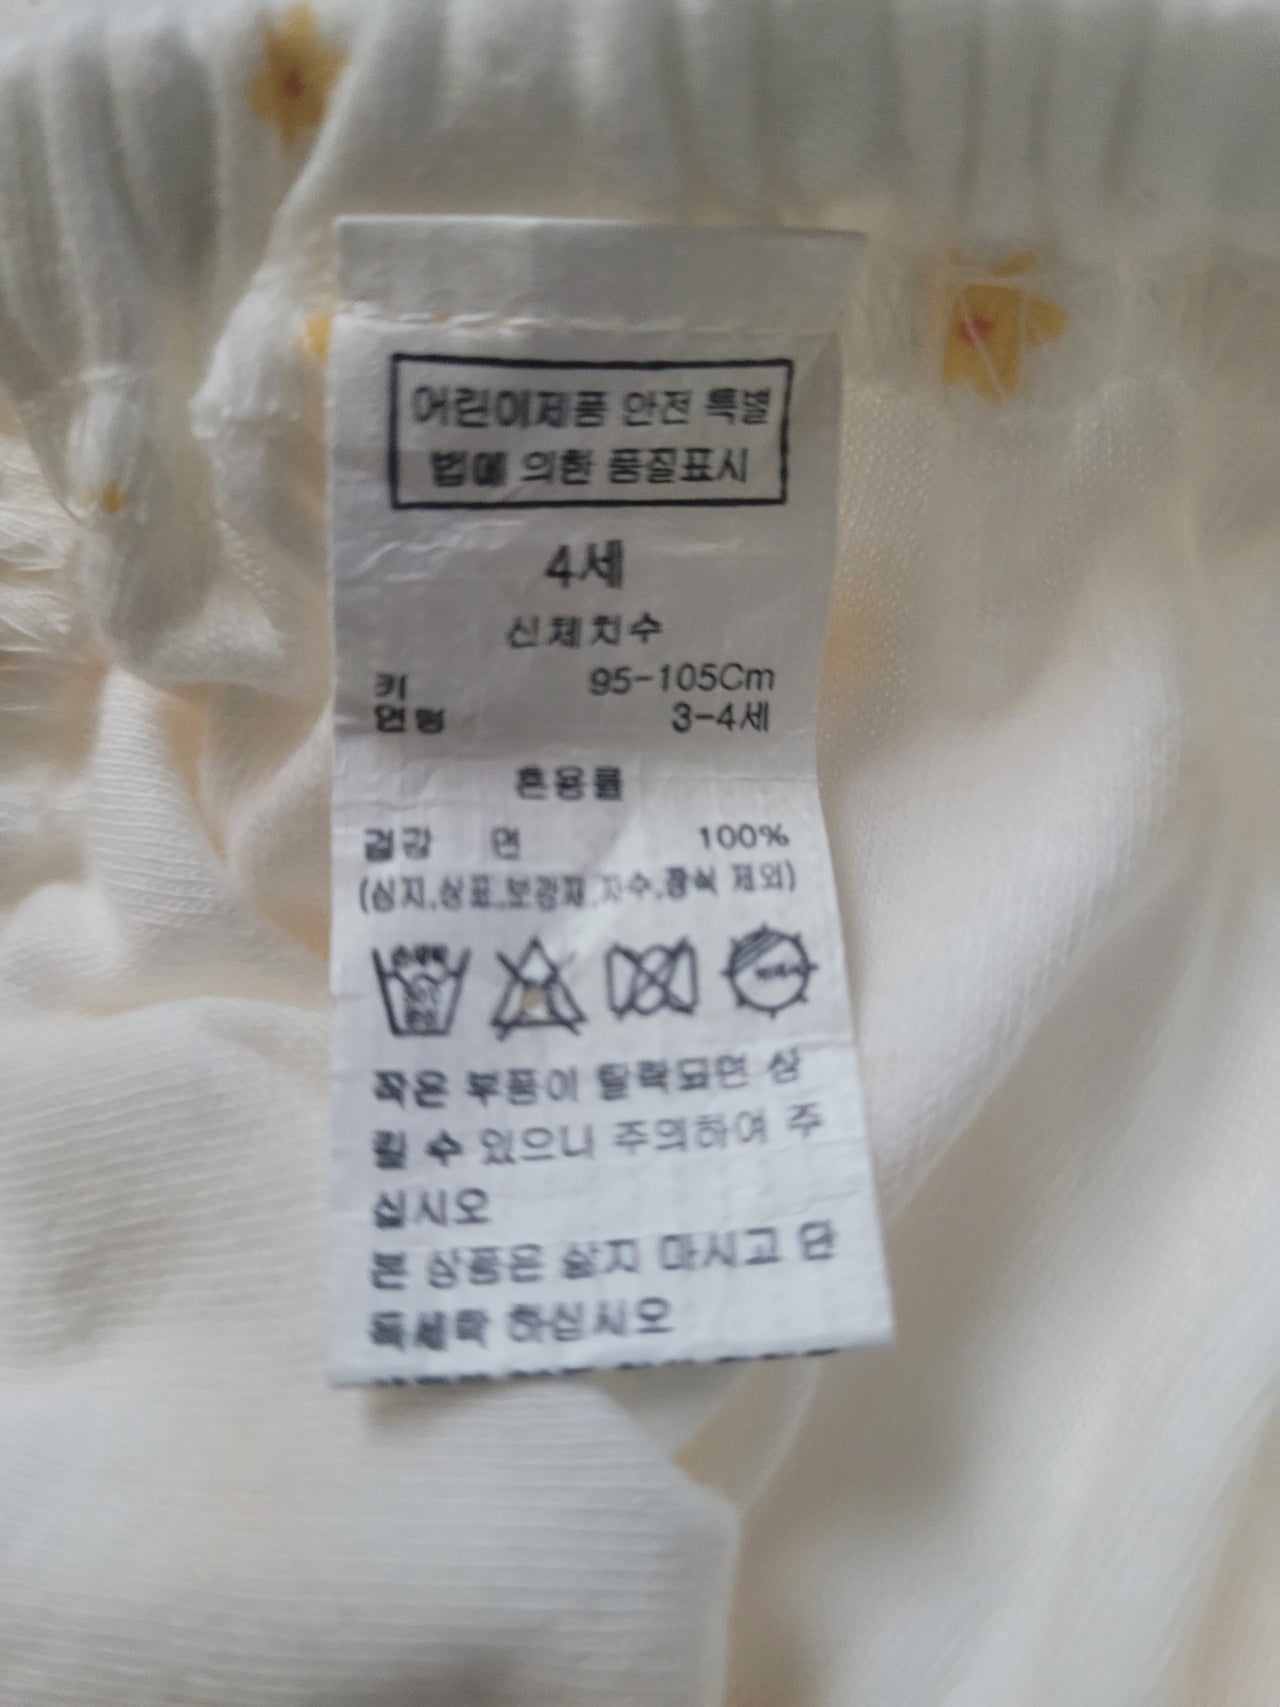 어린이제품 안전 특별
법에 의한 품질표시
4세
신체치수
키 95-105Cm
연령 3-4세
혼용률
겉감 면 100%
(심지,상표,보강재,자수,장식 제외)
작은 부품이 탈락되면 삼
킬 수 있으니 주의하여 주
십시오
본 상품은 삶지 마시고 단
독세탁 하십시오